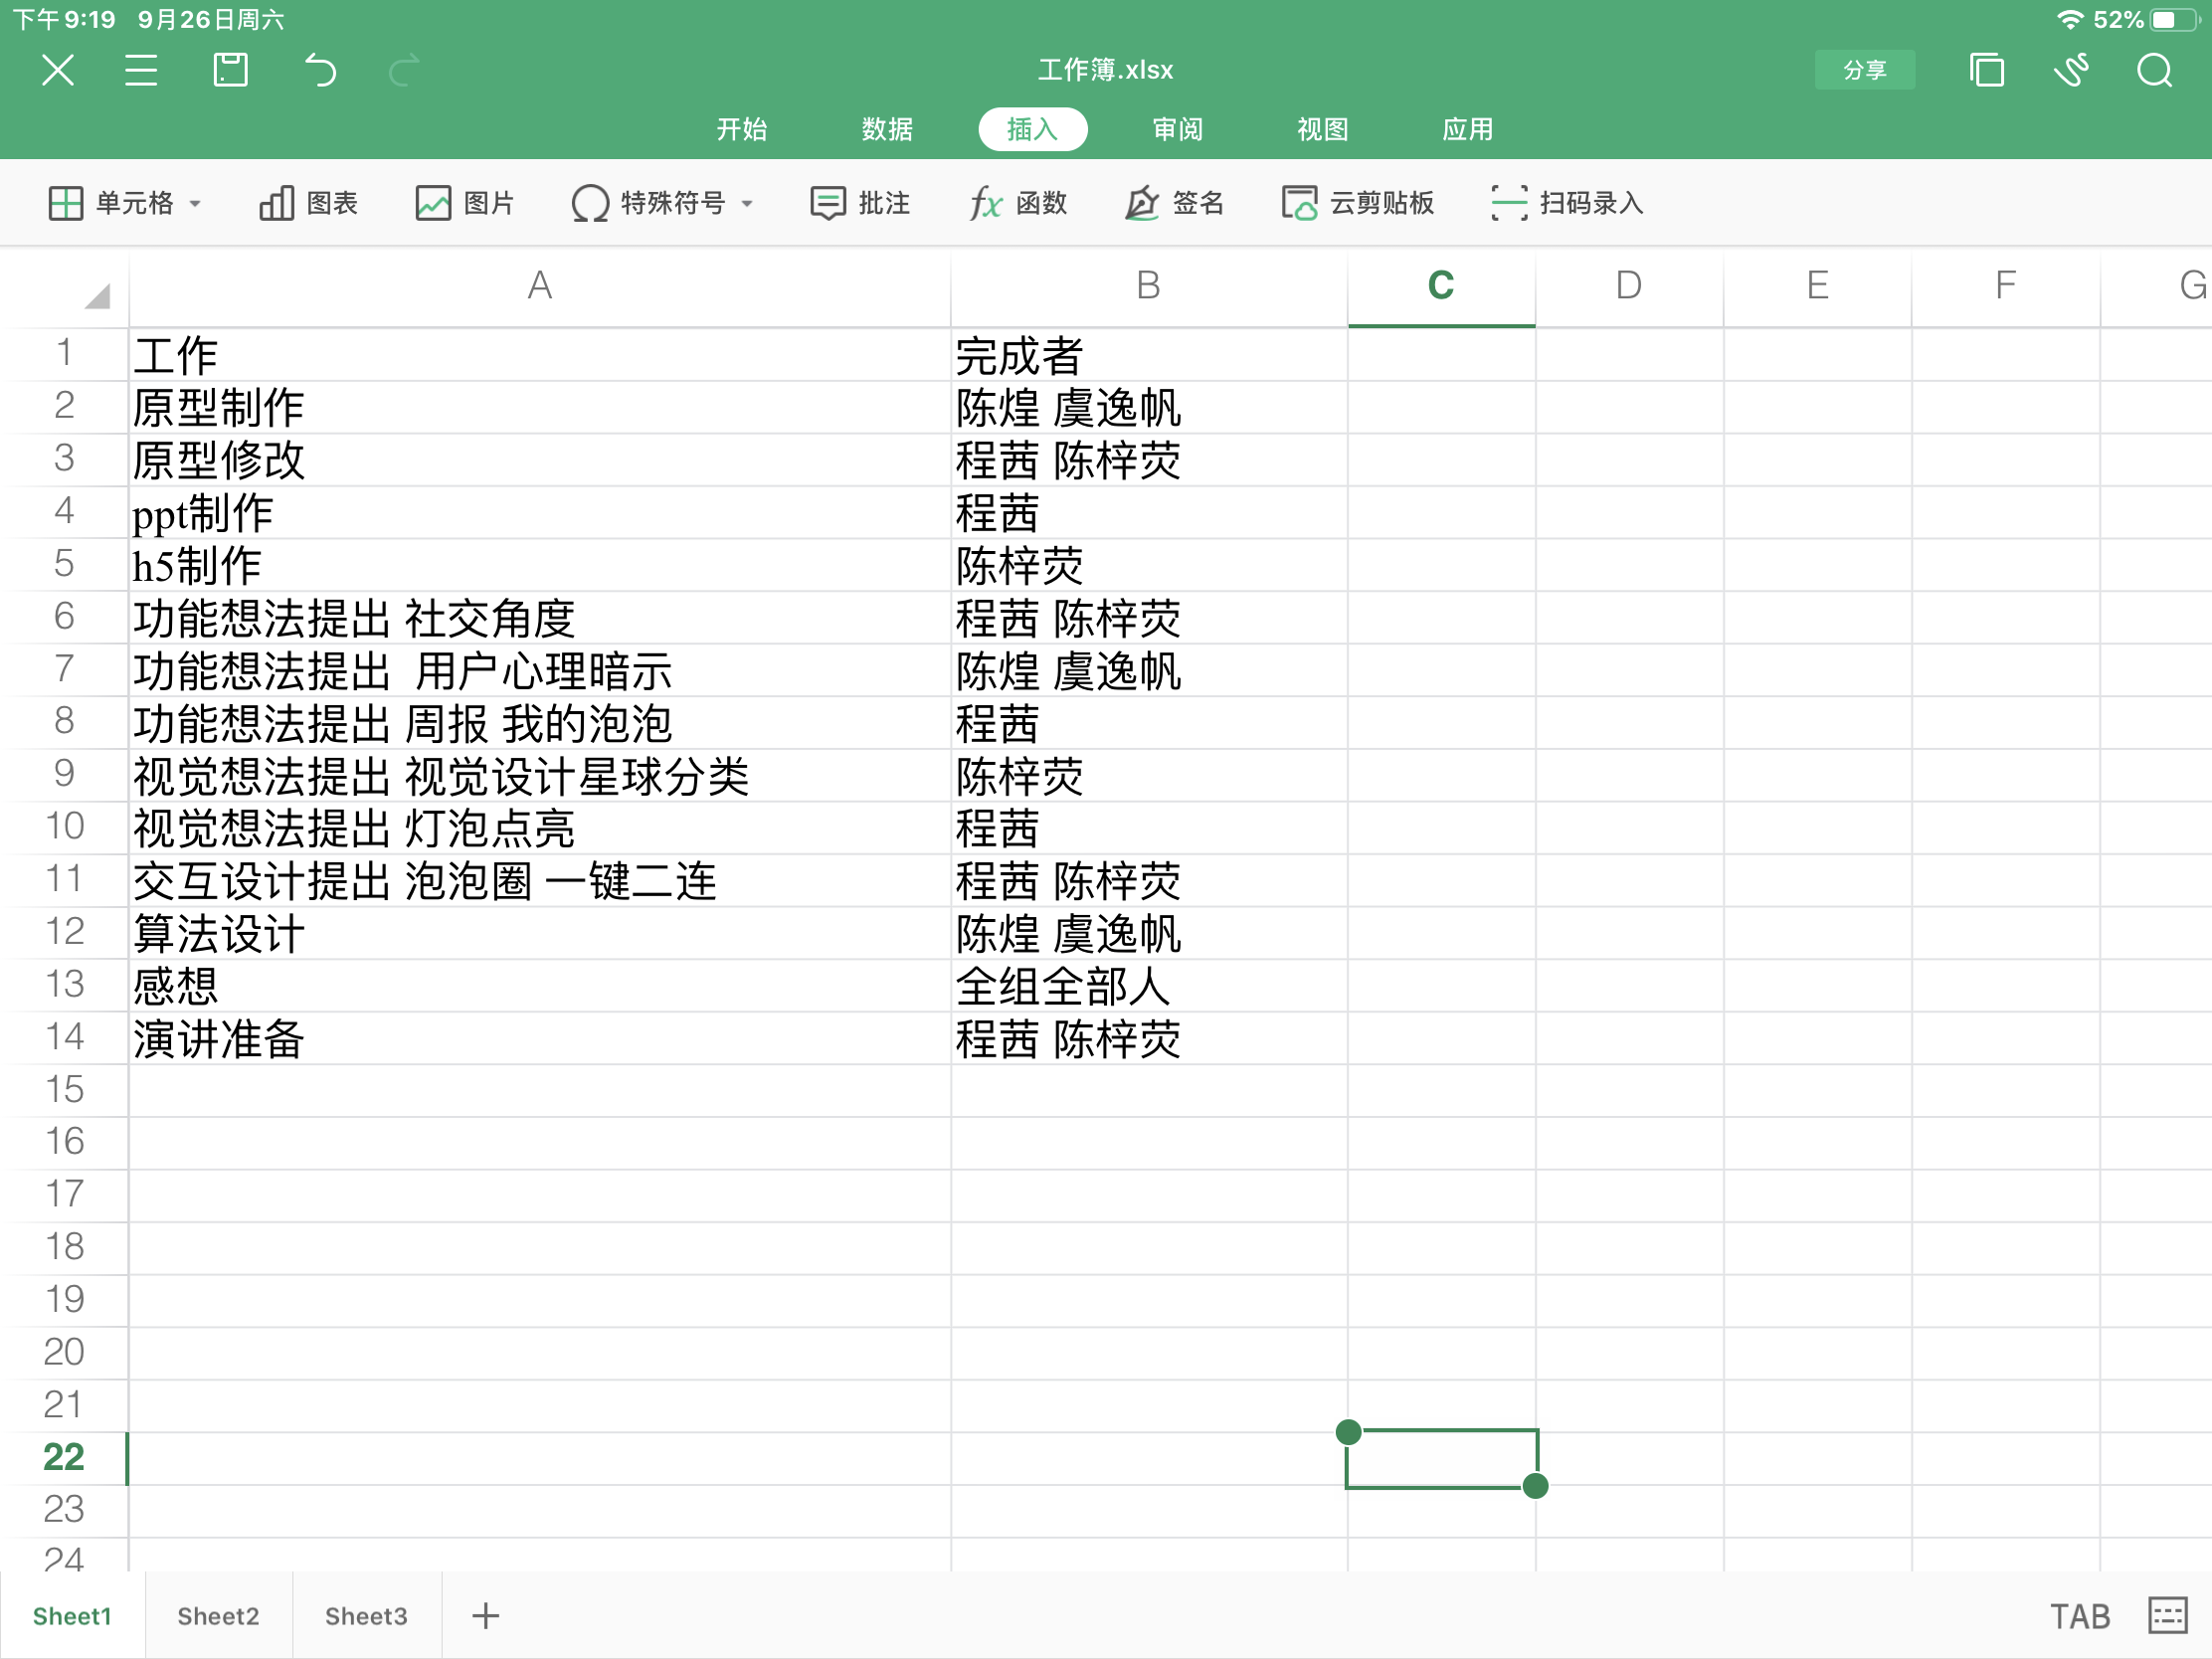 下午9:19 9月26日周六 52%
工作簿.xlsx 分享
开始 数据 插入 审阅 视图 应用
单元格 图表 图片 特殊符号 批注 fx 函数 签名 云剪贴板 扫码录入
A B C D E F G
1 工作 完成者
2 原型制作 陈煌 虞逸帆
3 原型修改 程茜 陈梓荧
4 ppt制作 程茜
5 h5制作 陈梓荧
6 功能想法提出 社交角度 程茜 陈梓荧
7 功能想法提出  用户心理暗示 陈煌 虞逸帆
8 功能想法提出 周报 我的泡泡 程茜
9 视觉想法提出 视觉设计星球分类 陈梓荧
10 视觉想法提出 灯泡点亮 程茜
11 交互设计提出 泡泡圈 一键二连 程茜 陈梓荧
12 算法设计 陈煌 虞逸帆
13 感想 全组全部人
14 演讲准备 程茜 陈梓荧
15
16
17
18
19
20
21
22
23
24
Sheet1 Sheet2 Sheet3 + TAB